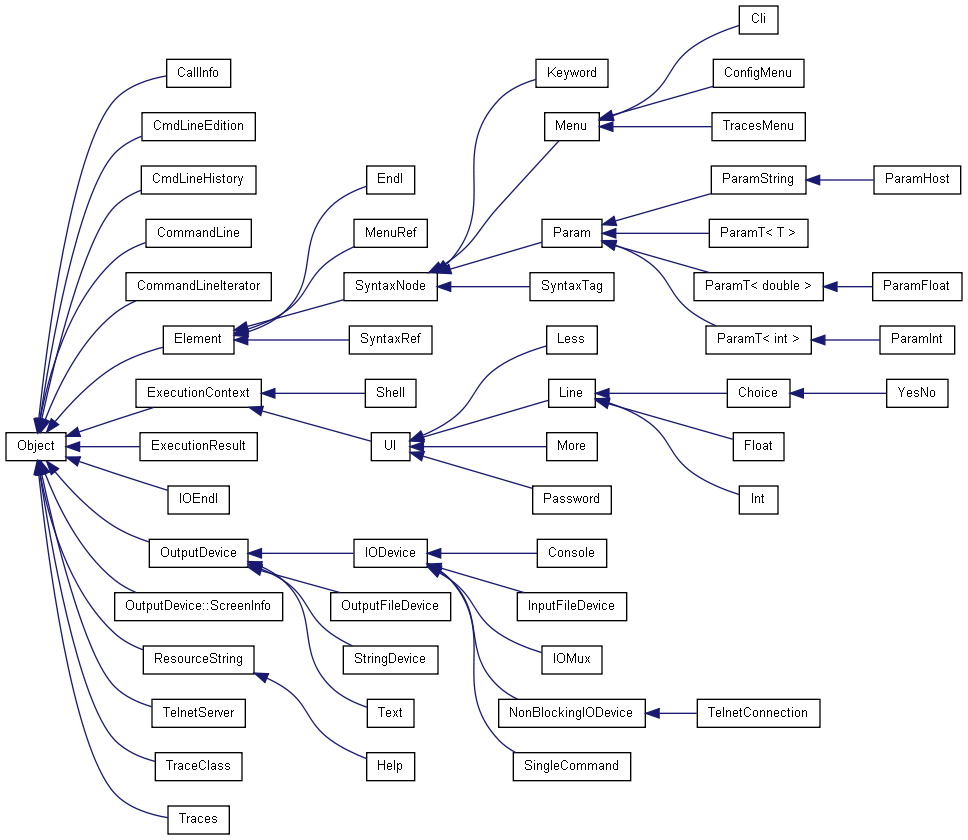 Cli
CallInfo
Keyword
ConfigMenu
CmdLineEdition
Menu
TracesMenu
CmdLineHistory
Endl
ParamString
ParamHost
CommandLine
MenuRef
Param
ParamT< T >
CommandLineIterator
SyntaxNode
SyntaxTag
ParamT< double >
ParamFloat
Element
SyntaxRef
Less
ParamT< int >
ParamInt
ExecutionContext
Shell
Line
Choice
YesNo
Object
ExecutionResult
UI
More
Float
IOEndl
Password
Int
OutputDevice
IODevice
Console
OutputDevice::ScreenInfo
OutputFileDevice
InputFileDevice
ResourceString
StringDevice
IOMux
TelnetServer
Text
NonBlockingIODevice
TelnetConnection
TraceClass
Help
SingleCommand
Traces